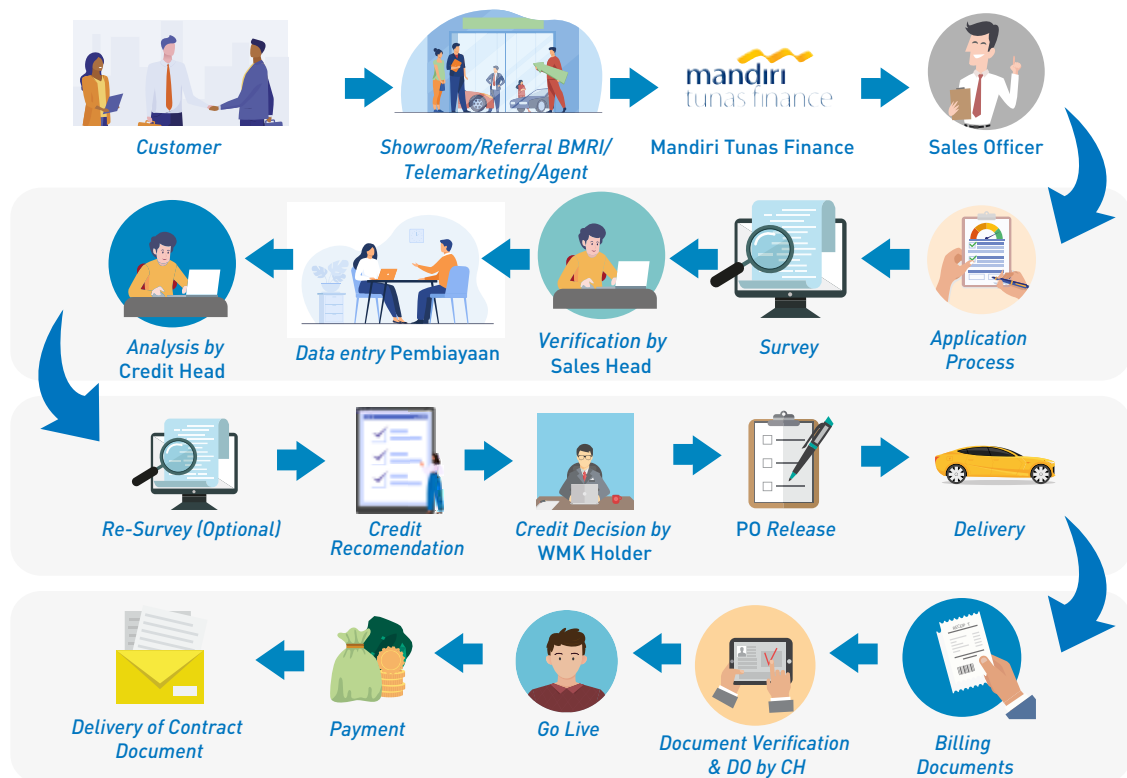 mandiri
tunas finance
Customer
Showroom/Referral BMRI/
Telemarketing/Agent
Mandiri Tunas Finance
Sales Officer
Analysis by
Credit Head
Data entry Pembiayaan
Verification by
Sales Head
Survey
Application
Process
Re-Survey (Optional)
Credit
Recomendation
Credit Decision by
WMK Holder
PO Release
Delivery
Delivery of Contract
Document
Payment
Go Live
Document Verification
& DO by CH
Billing
Documents